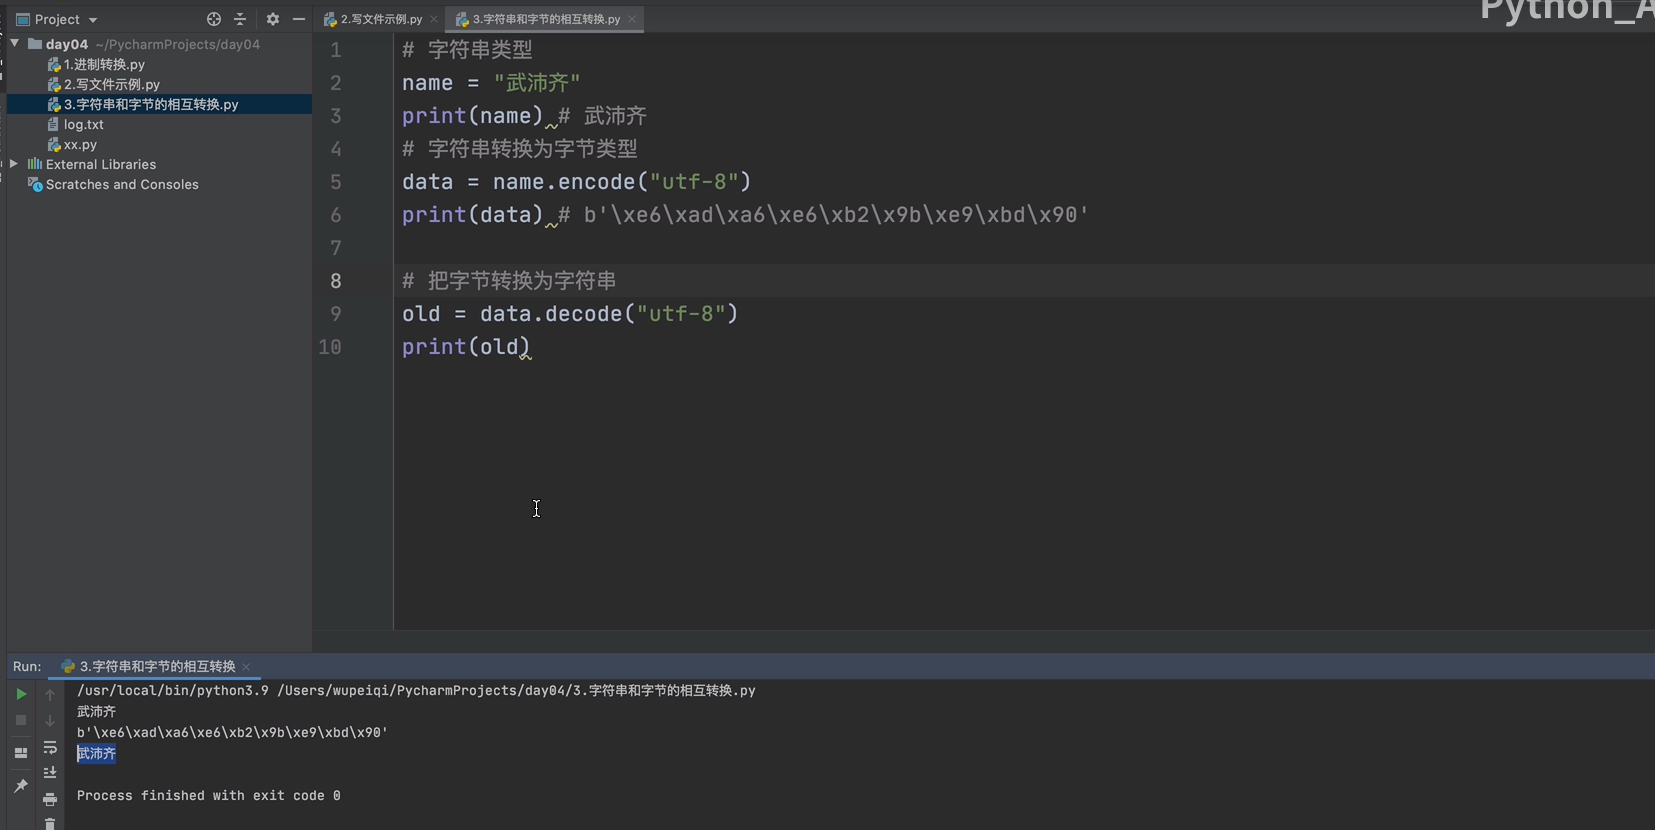 Python_A
Project
2.写文件示例.py
3.字符串和字节的相互转换.py
day04 ~/PycharmProjects/day04
1.进制转换.py
2.写文件示例.py
3.字符串和字节的相互转换.py
log.txt
xx.py
External Libraries
Scratches and Consoles
1 # 字符串类型
2 name = "武沛齐"
3 print(name) # 武沛齐
4 # 字符串转换为字节类型
5 data = name.encode("utf-8")
6 print(data) # b'\xe6\xad\xa6\xe6\xb2\x9b\xe9\xbd\x90'
7
8 # 把字节转换为字符串
9 old = data.decode("utf-8")
10 print(old)
Run: 3.字符串和字节的相互转换
/usr/local/bin/python3.9 /Users/wupeiqi/PycharmProjects/day04/3.字符串和字节的相互转换.py
武沛齐
b'\xe6\xad\xa6\xe6\xb2\x9b\xe9\xbd\x90'
武沛齐
Process finished with exit code 0